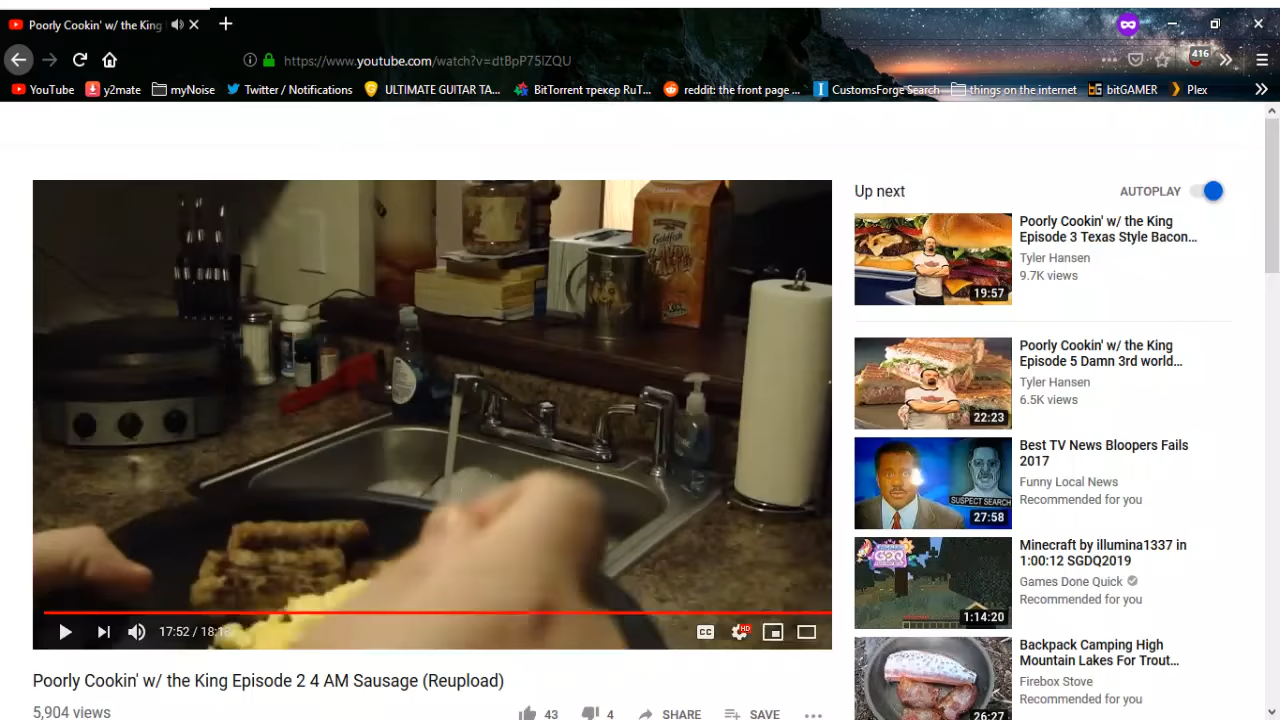 Poorly Cookin' w/ the King
https://www.youtube.com/watch?v=dtBpP75lZQU
416
YouTube
y2mate
myNoise
Twitter / Notifications
ULTIMATE GUITAR TA...
BitTorrent трекер RuT...
reddit: the front page ...
CustomsForge Search
things on the internet
bitGAMER
Plex
Goldfish
17:52 / 18:18
CC
HD
Poorly Cookin' w/ the King Episode 2 4 AM Sausage (Reupload)
5,904 views
43
4
SHARE
SAVE
Up next
AUTOPLAY
19:57
Poorly Cookin' w/ the King
Episode 3 Texas Style Bacon...
Tyler Hansen
9.7K views
22:23
Poorly Cookin' w/ the King
Episode 5 Damn 3rd world...
Tyler Hansen
6.5K views
SUSPECT SEARCH
27:58
Best TV News Bloopers Fails
2017
Funny Local News
Recommended for you
1:14:20
Minecraft by illumina1337 in
1:00:12 SGDQ2019
Games Done Quick
Recommended for you
26:27
Backpack Camping High
Mountain Lakes For Trout...
Firebox Stove
Recommended for you